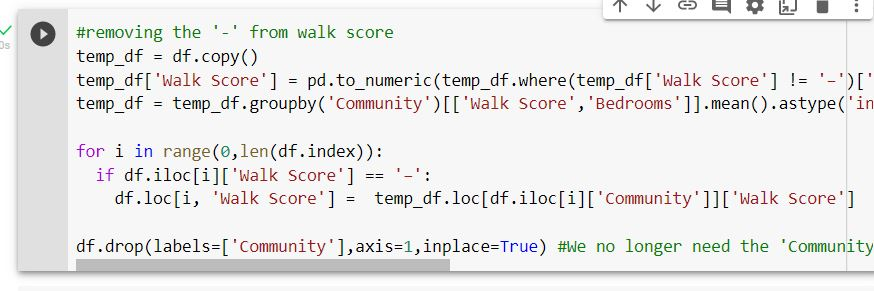 #removing the '-' from walk score
temp_df = df.copy()
temp_df['Walk Score'] = pd.to_numeric(temp_df.where(temp_df['Walk Score'] != '–')['
temp_df = temp_df.groupby('Community')[['Walk Score','Bedrooms']].mean().astype('in
for i in range(0,len(df.index)):
  if df.iloc[i]['Walk Score'] == '–':
    df.loc[i, 'Walk Score'] =  temp_df.loc[df.iloc[i]['Community']]['Walk Score']
df.drop(labels=['Community'],axis=1,inplace=True) #We no longer need the 'Community
0s